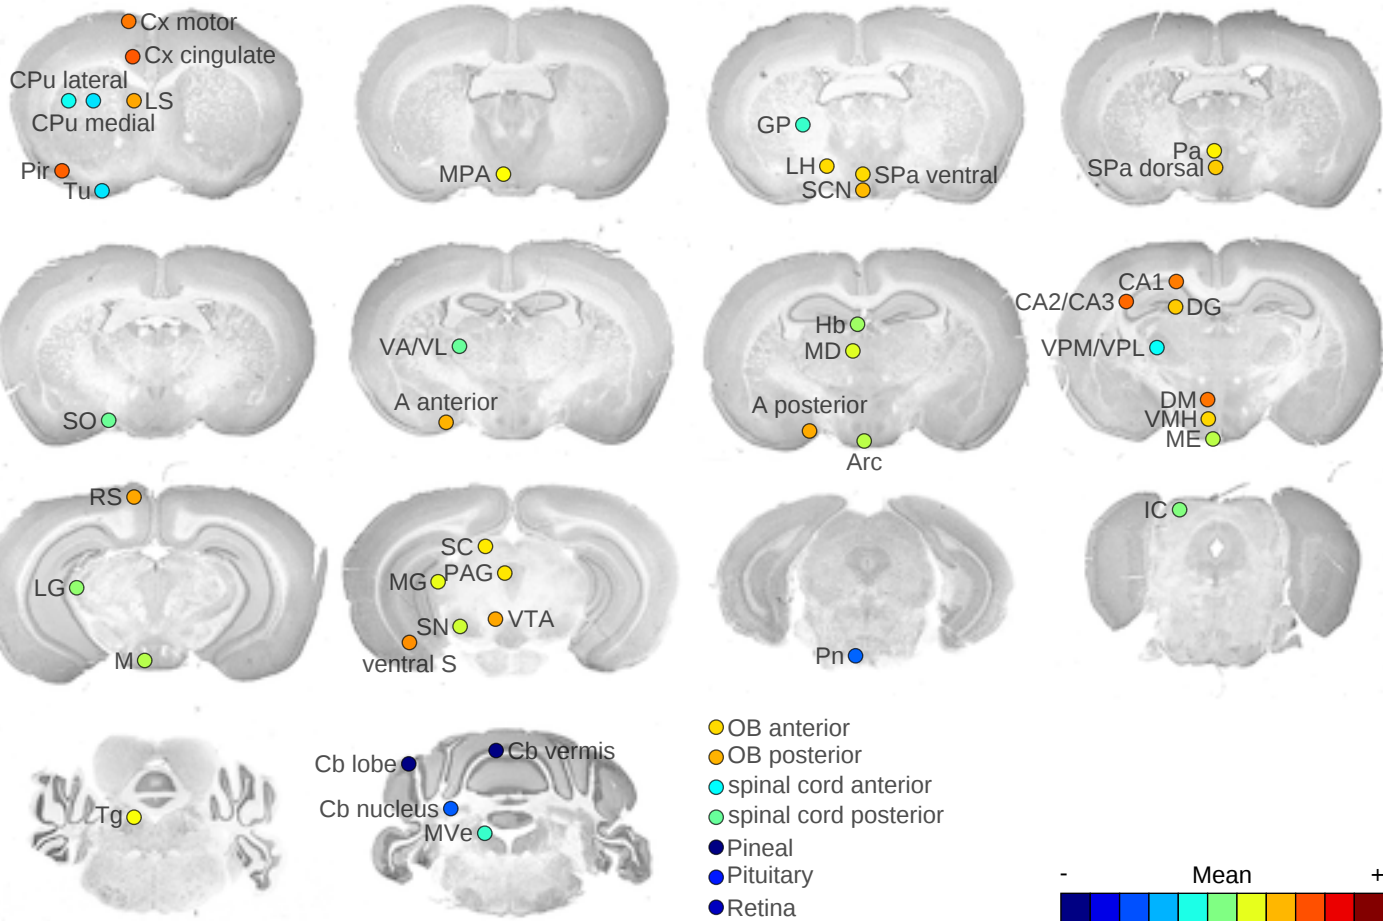 Cx motor
Cx cingulate
CPu lateral
LS
CPu medial
Pir
Tu
MPA
GP
LH
SPa ventral
SCN
Pa
SPa dorsal
SO
VA/VL
A anterior
Hb
MD
A posterior
Arc
CA1
CA2/CA3
DG
VPM/VPL
DM
VMH
ME
RS
LG
M
SC
PAG
MG
SN
VTA
ventral S
Pn
IC
Tg
Cb lobe
Cb vermis
Cb nucleus
MVe
OB anterior
OB posterior
spinal cord anterior
spinal cord posterior
Pineal
Pituitary
Retina
- Mean +